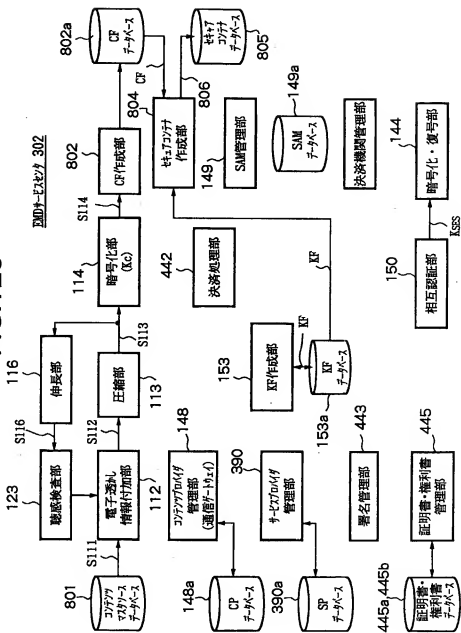 EMDサービスセンタ 302
801
コンテンツ
マスタソース
データベース
S111
123
聴感検査部
S116
116
伸長部
電子透かし
情報付加部
112
S112
圧縮部
113
S113
114
暗号化部
(Kc)
S114
802
CF作成部
802a
CF
データベース
CF
804
セキュアコンテナ
作成部
806
セキュアコンテナ
データベース
805
148
コンテンツプロバイダ
管理部
(通信ゲートウェイ)
148a
CP
データベース
390
サービスプロバイダ
管理部
390a
SP
データベース
153
KF作成部
KF
KF
データベース
153a
KF
442
決済処理部
149
SAM管理部
149a
SAM
データベース
決済機関管理部
署名管理部
443
445
証明書・権利書
管理部
445a,445b
証明書・
権利書
データベース
150
相互認証部
KSES
暗号化・復号部
144